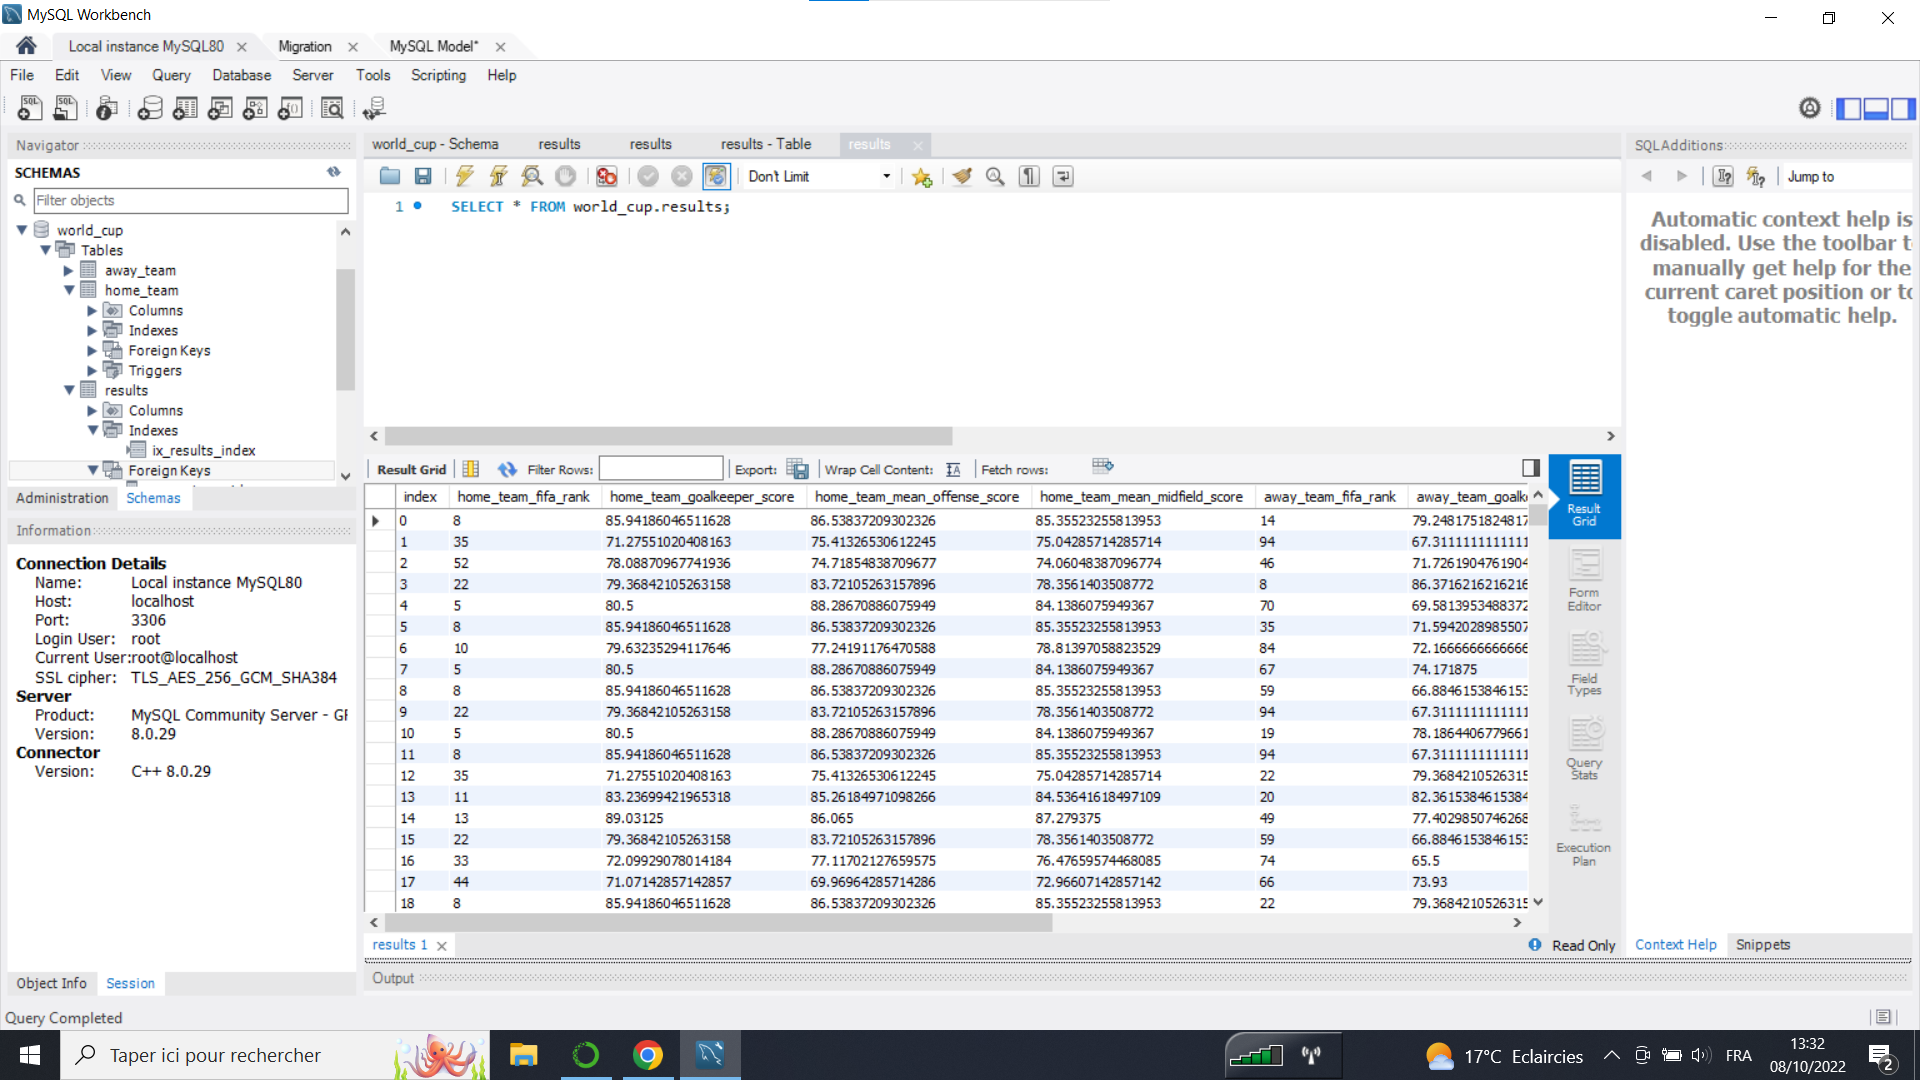 MySQL Workbench
Local instance MySQL80
Migration
MySQL Model*
File Edit View Query Database Server Tools Scripting Help
Navigator
SCHEMAS
Filter objects
world_cup
Tables
away_team
home_team
Columns
Indexes
Foreign Keys
Triggers
results
Columns
Indexes
ix_results_index
Foreign Keys
Administration Schemas
Information
Connection Details
Name: Local instance MySQL80
Host: localhost
Port: 3306
Login User: root
Current User: root@localhost
SSL cipher: TLS_AES_256_GCM_SHA384
Server
Product: MySQL Community Server - GP
Version: 8.0.29
Connector
Version: C++ 8.0.29
Object Info Session
Query Completed
world_cup - Schema results results results - Table results
Don't Limit
1 SELECT * FROM world_cup.results;
Result Grid Filter Rows: Export: Wrap Cell Content: Fetch rows:
index home_team_fifa_rank home_team_goalkeeper_score home_team_mean_offense_score home_team_mean_midfield_score away_team_fifa_rank away_team_goalk
0 8 85.94186046511628 86.53837209302326 85.35523255813953 14 79.2481751824817
1 35 71.27551020408163 75.41326530612245 75.04285714285714 94 67.3111111111111
2 52 78.08870967741936 74.71854838709677 74.06048387096774 46 71.7261904761904
3 22 79.36842105263158 83.72105263157896 78.3561403508772 8 86.3716216216216
4 5 80.5 88.28670886075949 84.1386075949367 70 69.5813953488372
5 8 85.94186046511628 86.53837209302326 85.35523255813953 35 71.5942028985507
6 10 79.63235294117646 77.24191176470588 78.81397058823529 84 72.1666666666666
7 5 80.5 88.28670886075949 84.1386075949367 67 74.171875
8 8 85.94186046511628 86.53837209302326 85.35523255813953 59 66.8846153846153
9 22 79.36842105263158 83.72105263157896 78.3561403508772 94 67.3111111111111
10 5 80.5 88.28670886075949 84.1386075949367 19 78.1864406779661
11 8 85.94186046511628 86.53837209302326 85.35523255813953 94 67.3111111111111
12 35 71.27551020408163 75.41326530612245 75.04285714285714 22 79.3684210526315
13 11 83.23699421965318 85.26184971098266 84.53641618497109 20 82.3615384615384
14 13 89.03125 86.065 87.279375 49 77.4029850746268
15 22 79.36842105263158 83.72105263157896 78.3561403508772 59 66.8846153846153
16 33 72.09929078014184 77.11702127659575 76.47659574468085 74 65.5
17 44 71.07142857142857 69.96964285714286 72.96607142857142 66 73.93
18 8 85.94186046511628 86.53837209302326 85.35523255813953 22 79.3684210526315
Result
Grid
Form
Editor
Field
Types
Query
Stats
Execution
Plan
results 1
Read Only
Output
SQLAdditions
Jump to
Automatic context help is
disabled. Use the toolbar t
manually get help for the
current caret position or to
toggle automatic help.
Context Help Snippets
Taper ici pour rechercher
17°C Eclaircies
FRA
13:32
08/10/2022
2